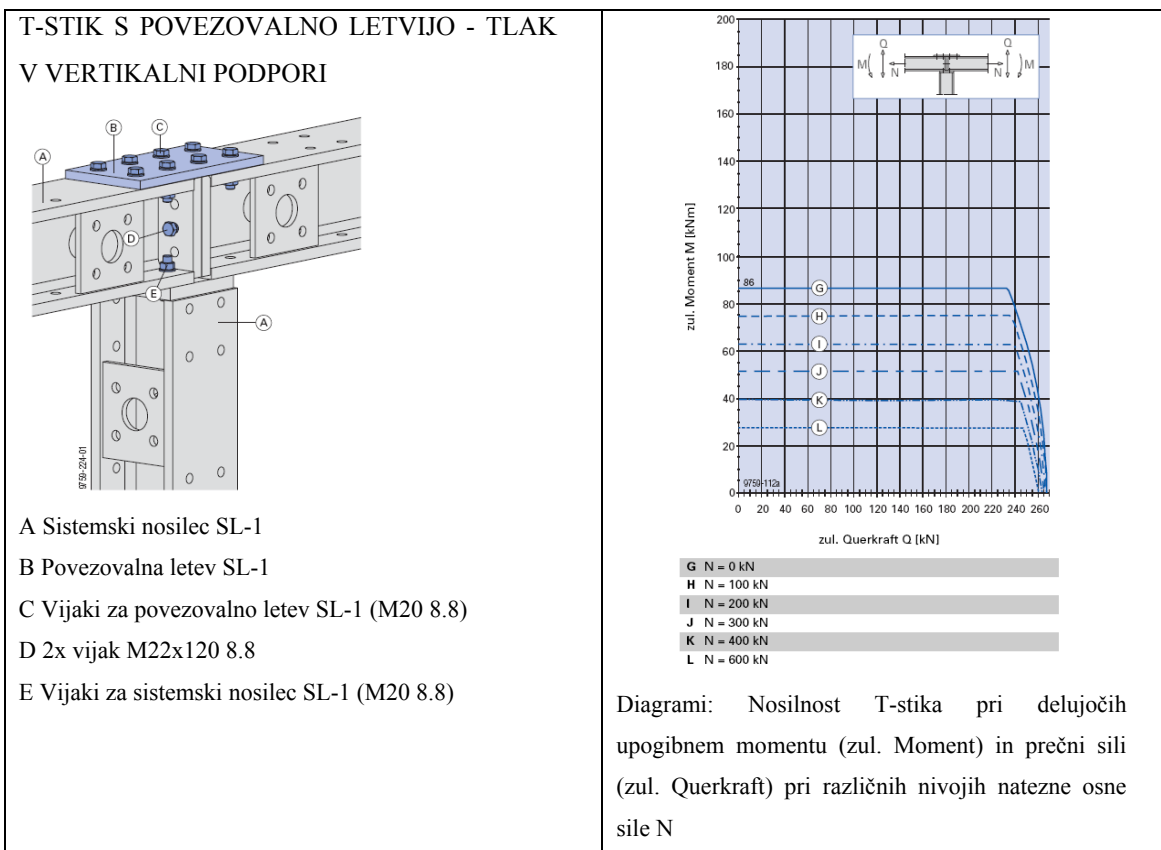 T-STIK S POVEZOVALNO LETVIJO - TLAK
V VERTIKALNI PODPORI
B
C
A
D
E
A
9759-224-01
A Sistemski nosilec SL-1
B Povezovalna letev SL-1
C Vijaki za povezovalno letev SL-1 (M20 8.8)
D 2x vijak M22x120 8.8
E Vijaki za sistemski nosilec SL-1 (M20 8.8)
200
180
160
140
120
100
80
60
40
20
0
zul. Moment M [kNm]
Q
Q
M
N
N
M
86
G
H
I
J
K
L
9759-112a
0 20 40 60 80 100 120 140 160 180 200 220 240 260
zul. Querkraft Q [kN]
G N = 0 kN
H N = 100 kN
I N = 200 kN
J N = 300 kN
K N = 400 kN
L N = 600 kN
Diagrami: Nosilnost T-stika pri delujočih
upogibnem momentu (zul. Moment) in prečni sili
(zul. Querkraft) pri različnih nivojih natezne osne
sile N